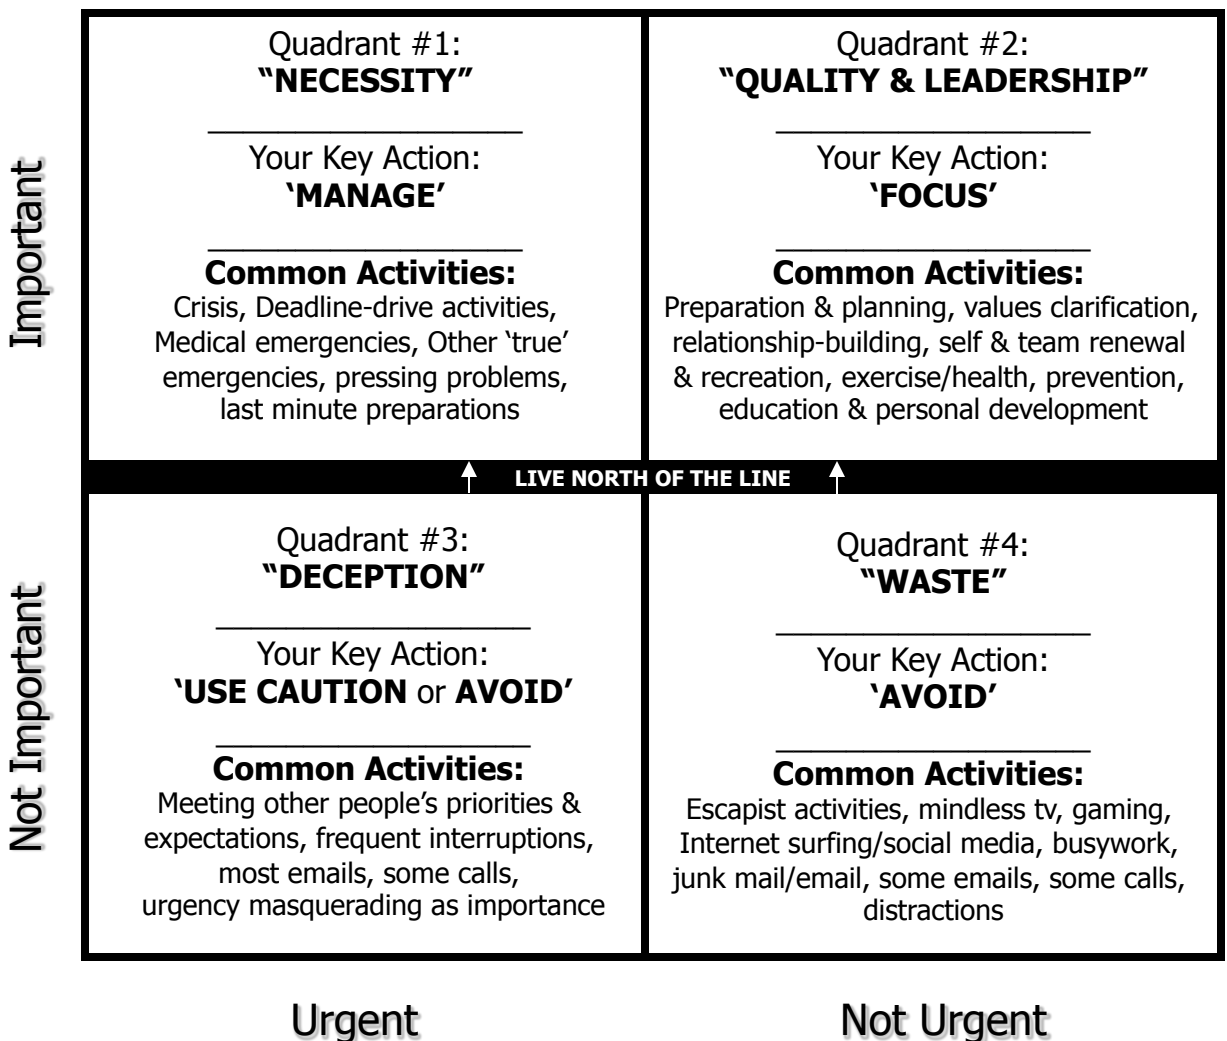 Important
Quadrant #1:
“NECESSITY”
Your Key Action:
‘MANAGE’
Common Activities:
Crisis, Deadline-drive activities,
Medical emergencies, Other ‘true’
emergencies, pressing problems,
last minute preparations
Quadrant #2:
“QUALITY & LEADERSHIP”
Your Key Action:
‘FOCUS’
Common Activities:
Preparation & planning, values clarification,
relationship-building, self & team renewal
& recreation, exercise/health, prevention,
education & personal development
LIVE NORTH OF THE LINE
Not Important
Quadrant #3:
“DECEPTION”
Your Key Action:
‘USE CAUTION or AVOID’
Common Activities:
Meeting other people’s priorities &
expectations, frequent interruptions,
most emails, some calls,
urgency masquerading as importance
Quadrant #4:
“WASTE”
Your Key Action:
‘AVOID’
Common Activities:
Escapist activities, mindless tv, gaming,
Internet surfing/social media, busywork,
junk mail/email, some emails, some calls,
distractions
Urgent
Not Urgent